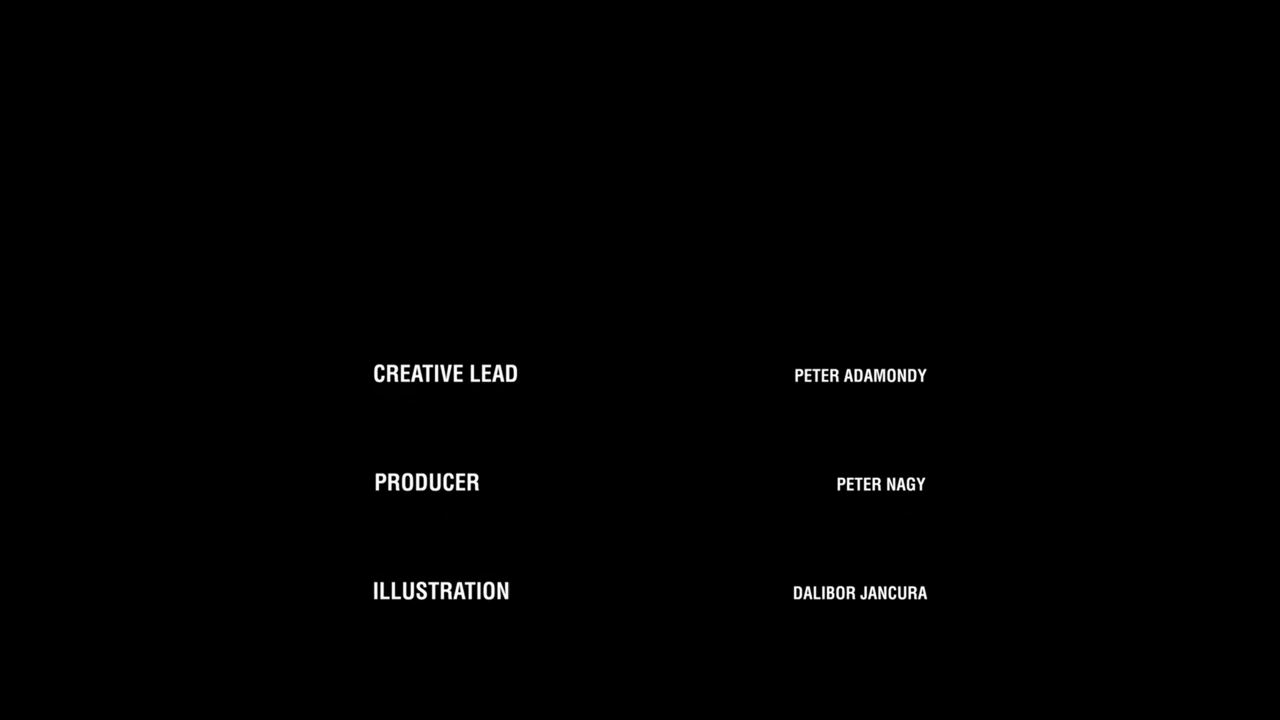 CREATIVE LEAD PETER ADAMONDY
PRODUCER PETER NAGY
ILLUSTRATION DALIBOR JANCURA